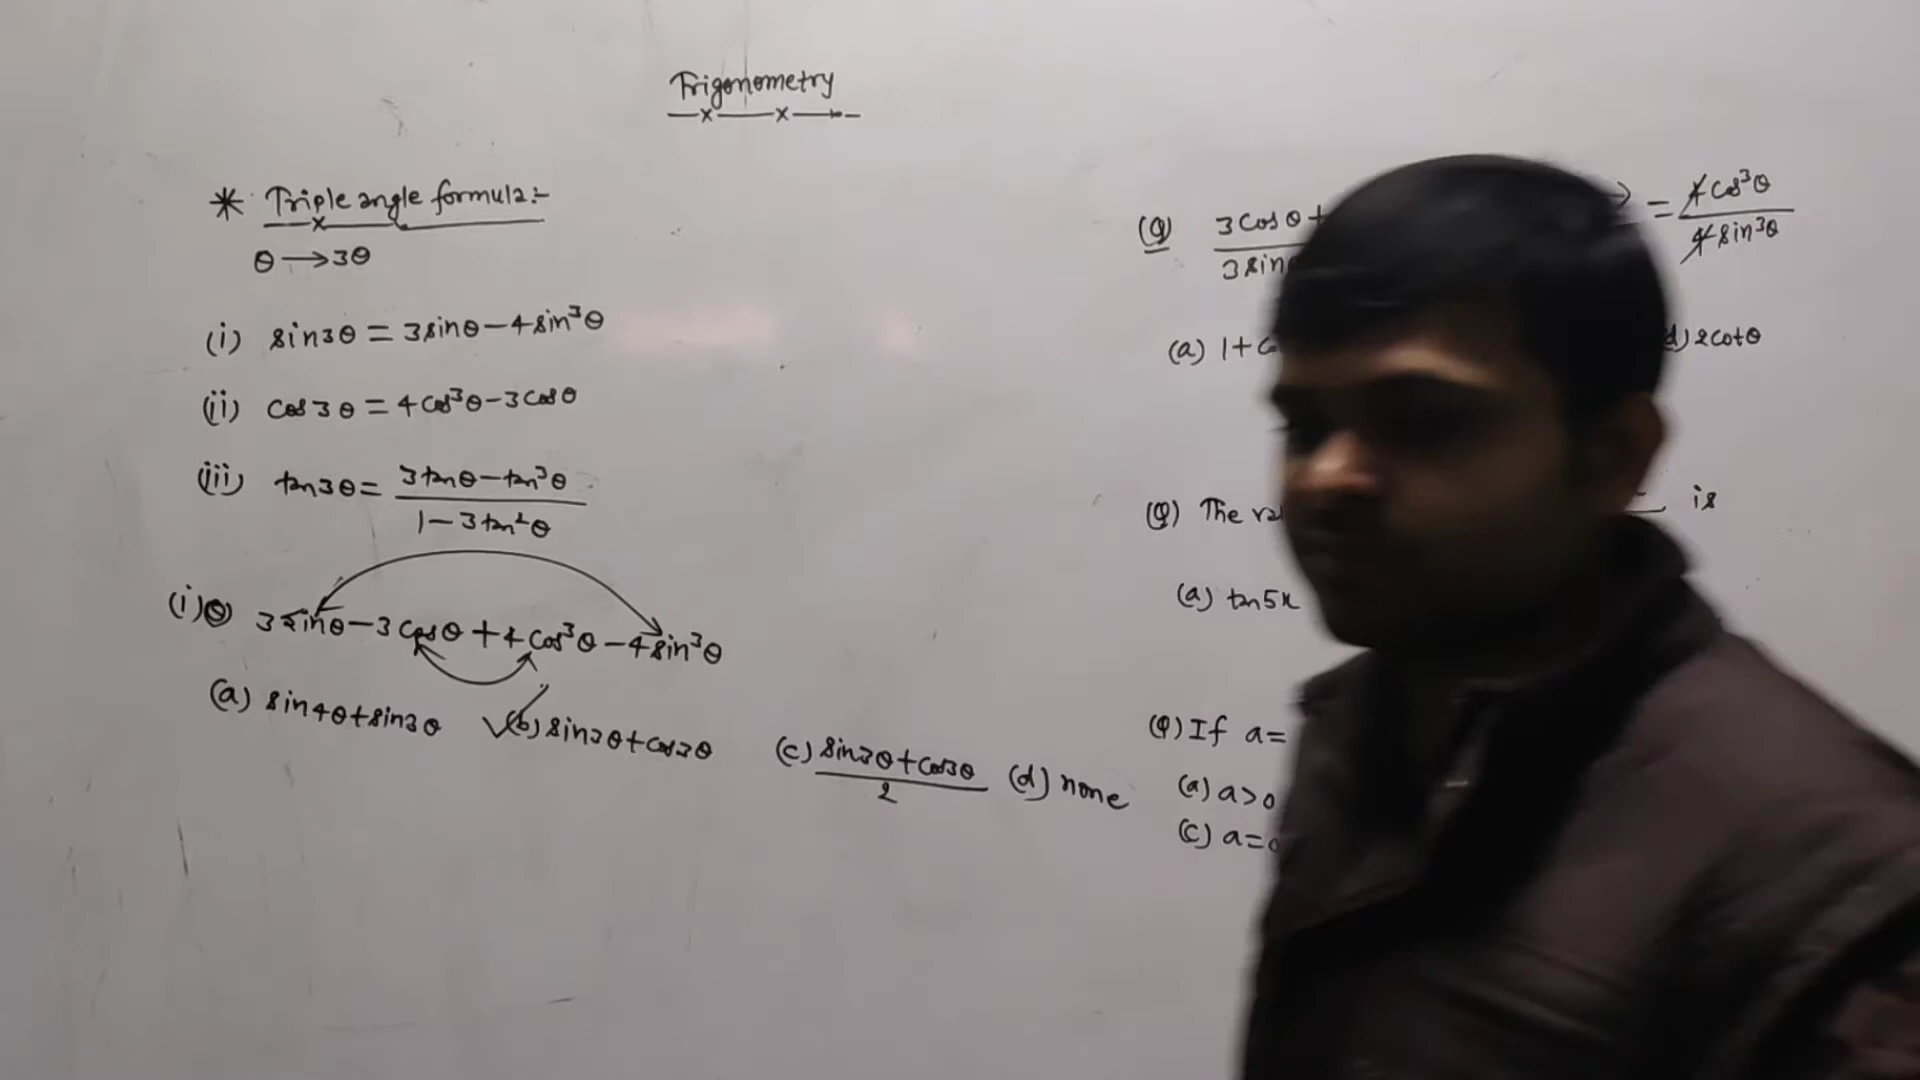 Trigonometry
* Triple angle formula:-
θ → 3θ
(i) sin3θ = 3sinθ - 4sin³θ
(ii) cos3θ = 4cos³θ - 3cosθ
(iii) tan3θ = (3tanθ - tan³θ) / (1 - 3tan²θ)
(i) Q 3sinθ - 3cosθ + 4cos³θ - 4sin³θ
(a) sin4θ + sin3θ (b) sin3θ + cos3θ (c) (sin3θ + cos3θ) / 2 (d) none
(Q) 3cosθ +
3sin
= 4cos³θ / 4sin³θ
(a) 1+ d) 2cotθ
(Q) The is
(a) tan5x
(Q) If a=
(a) a>0
(c) a=0